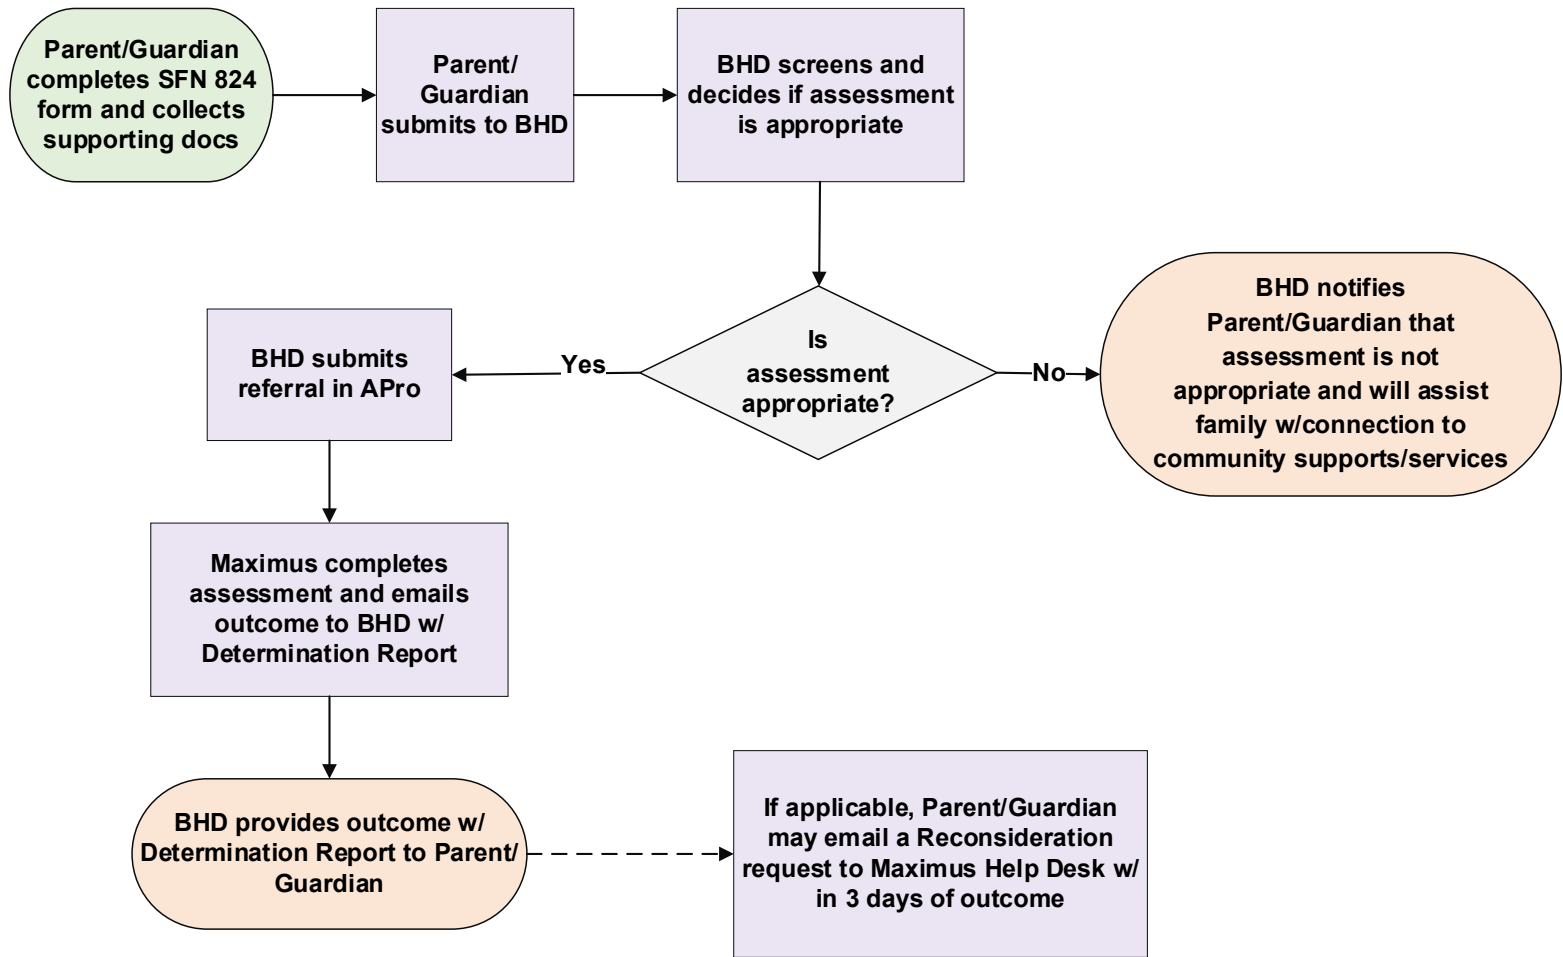 Parent/Guardian
completes SFN 824
form and collects
supporting docs
Parent/
Guardian
submits to BHD
BHD screens and
decides if assessment
is appropriate
Is
assessment
appropriate?
Yes
No
BHD notifies
Parent/Guardian that
assessment is not
appropriate and will assist
family w/connection to
community supports/services
BHD submits
referral in APro
Maximus completes
assessment and emails
outcome to BHD w/
Determination Report
BHD provides outcome w/
Determination Report to Parent/
Guardian
If applicable, Parent/Guardian
may email a Reconsideration
request to Maximus Help Desk w/
in 3 days of outcome